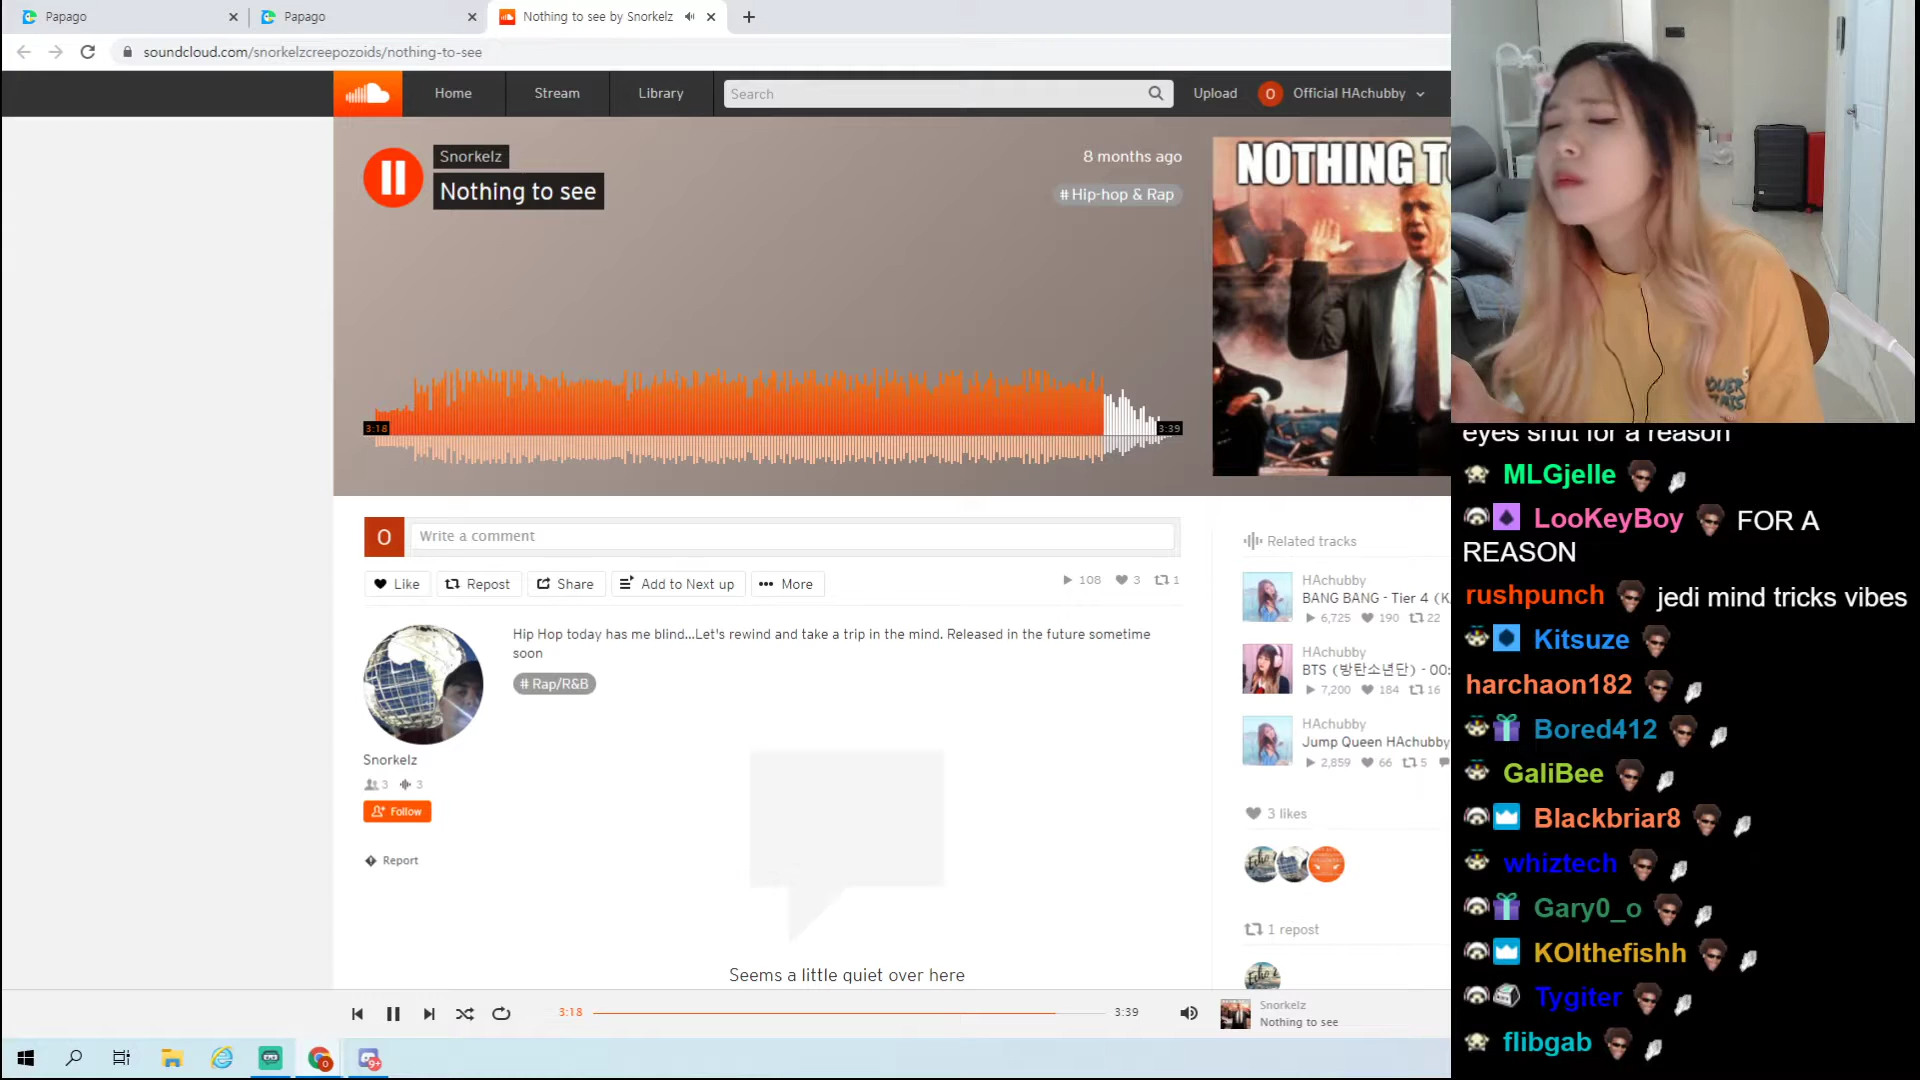 Papago
Papago
Nothing to see by Snorkelz
soundcloud.com/snorkelzcreepozoids/nothing-to-see
Home
Stream
Library
Search
Upload
O
Official HAchubby
Snorkelz
Nothing to see
8 months ago
# Hip-hop & Rap
NOTHING T
3:18
3:39
O
Write a comment
Like
Repost
Share
Add to Next up
More
108
3
1
Hip Hop today has me blind...Let's rewind and take a trip in the mind. Released in the future sometime
soon
# Rap/R&B
Snorkelz
3
3
Follow
Report
Seems a little quiet over here
Related tracks
HAchubby
BANG BANG - Tier 4 (K
6,725 190 22
HAchubby
BTS (방탄소년단) - 00:
7,200 184 16
HAchubby
Jump Queen HAchubby
2,859 66 5
3 likes
1 repost
3:18
3:39
Snorkelz
Nothing to see
9+
eyes shut for a reason
MLGjelle
LooKeyBoy FOR A
REASON
rushpunch jedi mind tricks vibes
Kitsuze
harchaon182
Bored412
GaliBee
Blackbriar8
whiztech
Gary0_o
KOIthefishh
Tygiter
flibgab